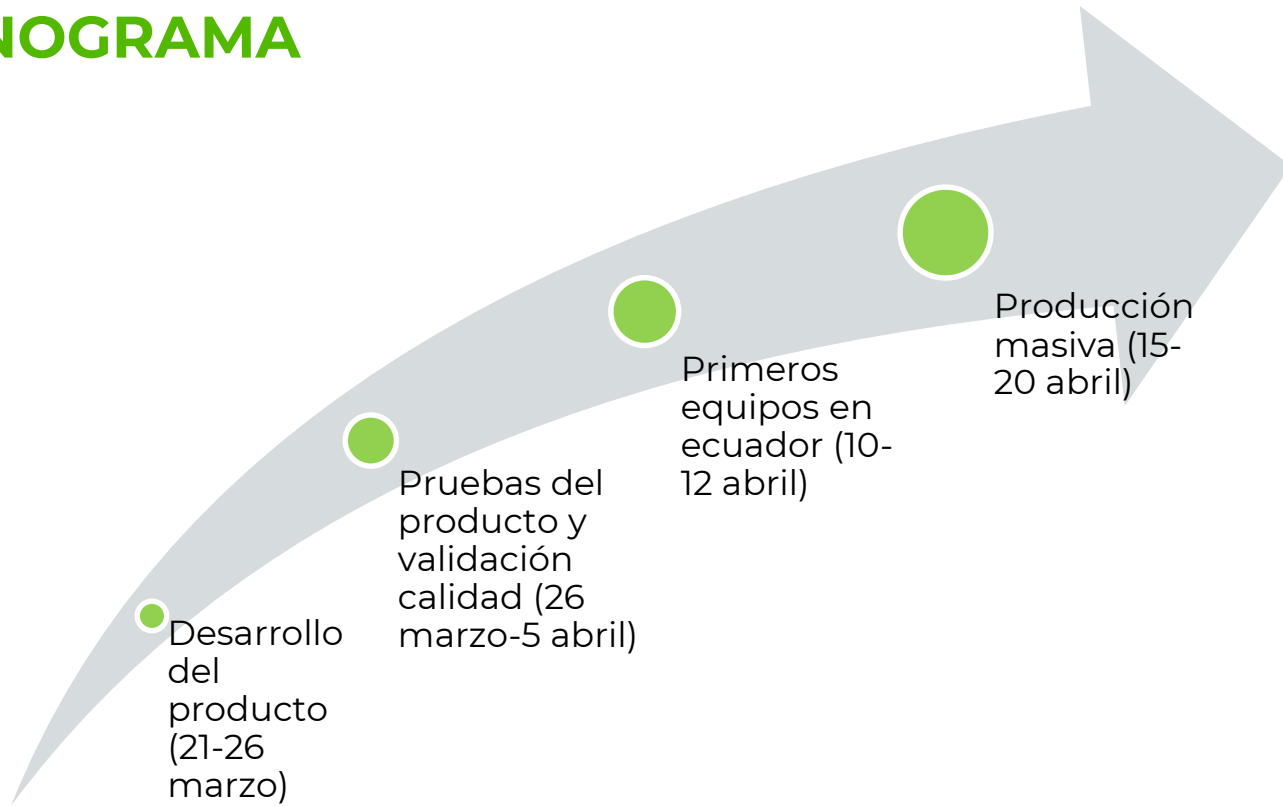 NOGRAMA
Desarrollo
del
producto
(21-26
marzo)
Pruebas del
producto y
validación
calidad (26
marzo-5 abril)
Primeros
equipos en
ecuador (10-
12 abril)
Producción
masiva (15-
20 abril)